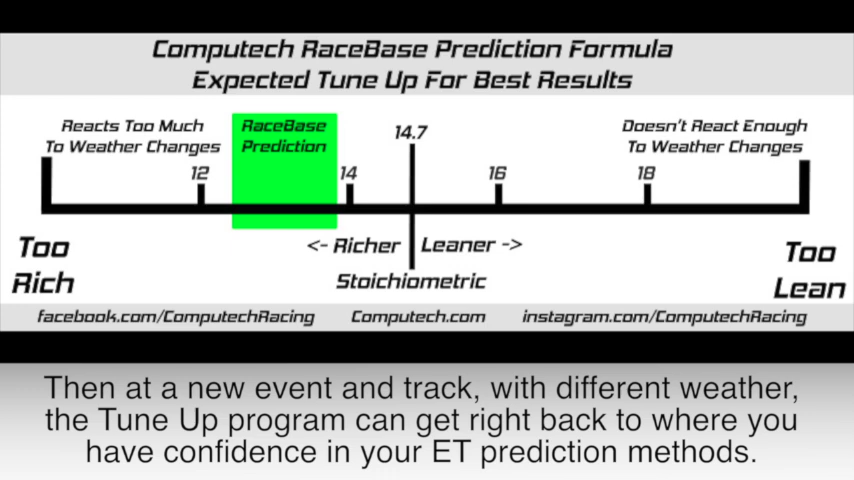 Computech RaceBase Prediction Formula
Expected Tune Up For Best Results
Reacts Too Much
To Weather Changes
RaceBase
Prediction
14.7
Doesn't React Enough
To Weather Changes
12
14
16
18
Too
Rich
<- Richer
Leaner ->
Stoichiometric
Too
Lean
facebook.com/ComputechRacing
Computech.com
instagram.com/ComputechRacing
Then at a new event and track, with different weather,
the Tune Up program can get right back to where you
have confidence in your ET prediction methods.